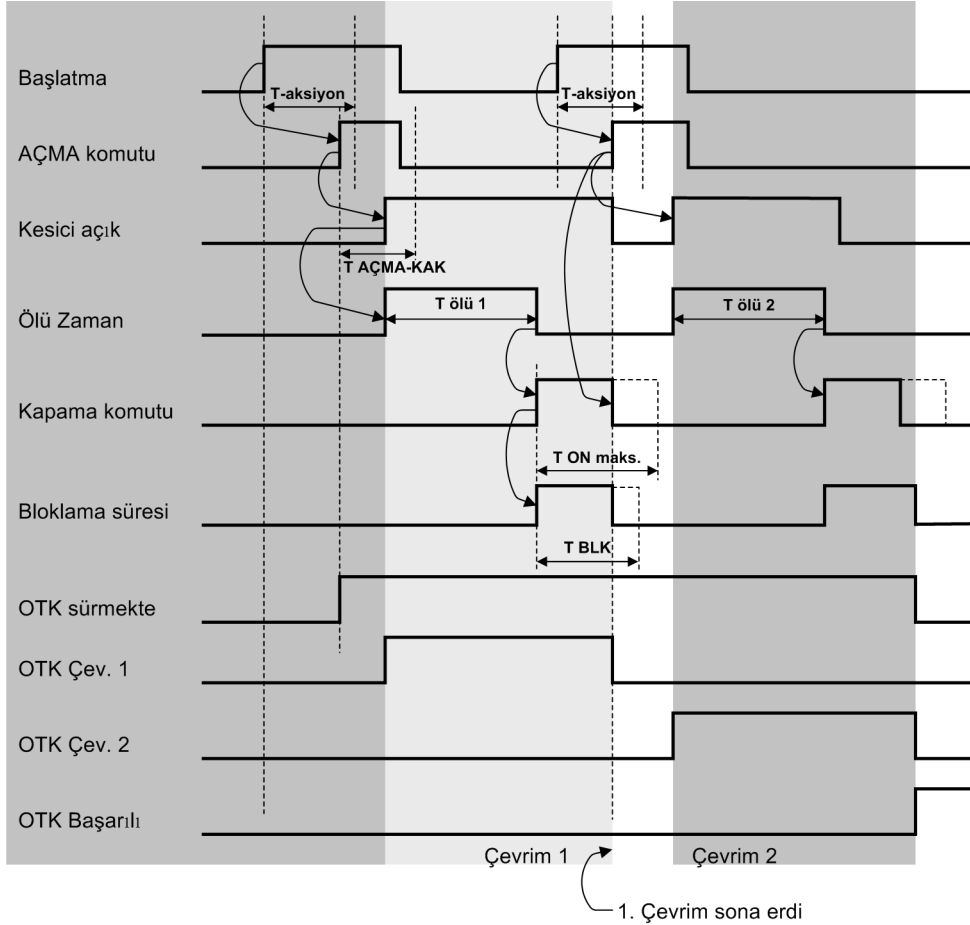 Başlatma
T-aksiyon
T-aksiyon
AÇMA komutu
Kesici açık
T AÇMA-KAK
Ölü Zaman
T ölü 1
T ölü 2
Kapama komutu
T ON maks.
Bloklama süresi
T BLK
OTK sürmekte
OTK Çev. 1
OTK Çev. 2
OTK Başarılı
Çevrim 1
Çevrim 2
1. Çevrim sona erdi